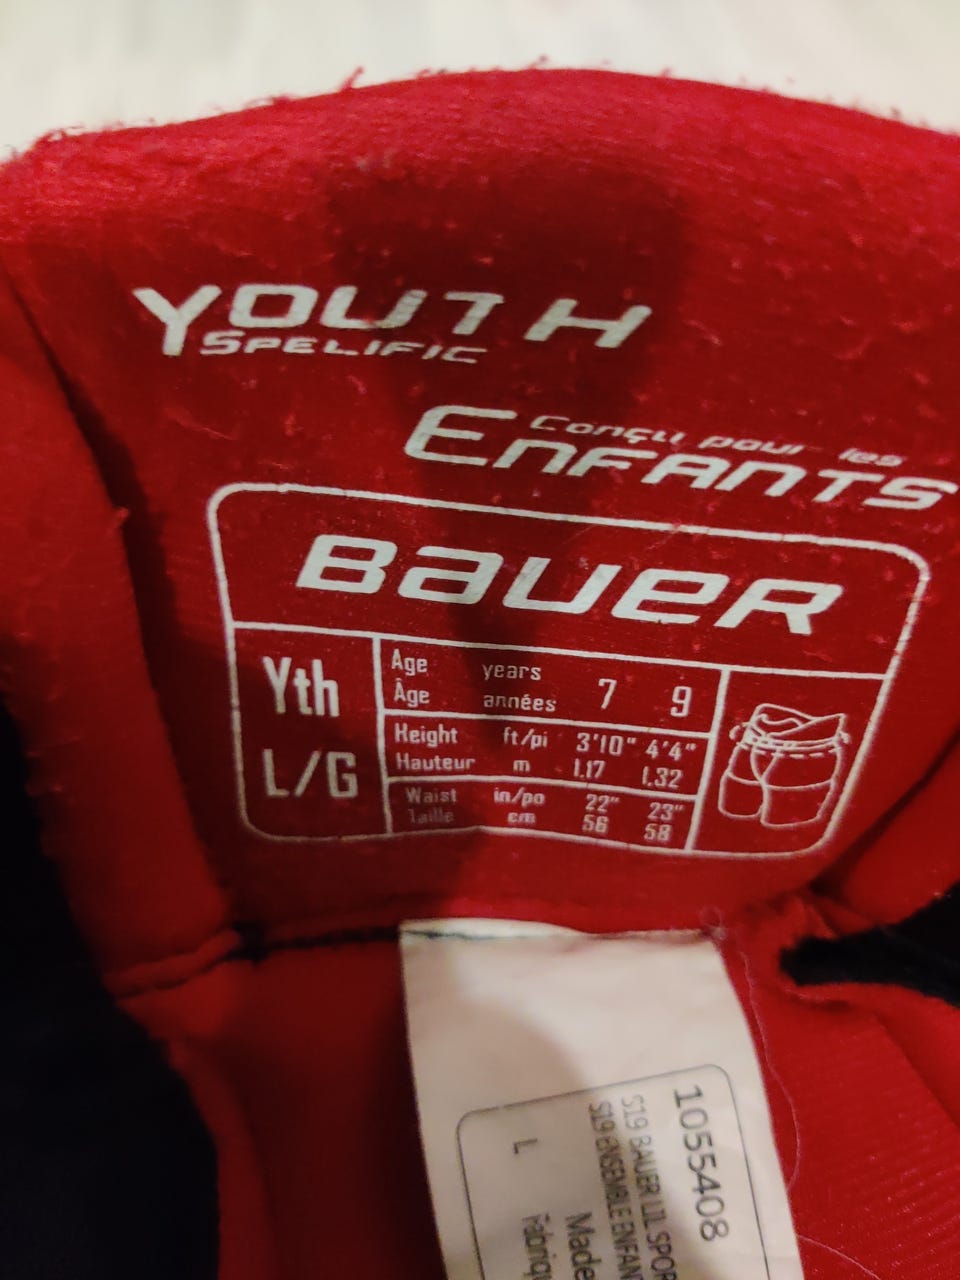 YOUTH
SPELIFIC
Conçu pour les
ENFANTS
BAUER
Yth
L/G
Age years
Âge années
7 9
Height ft/pi 3'10" 4'4"
Hauteur m 1.17 1.32
Waist in/po 22" 23"
Taille cm 56 58
1055408
S19 BAUER LIL SPOR
S19 ENSEMBLE ENFAN
L
Made
Fabriqu